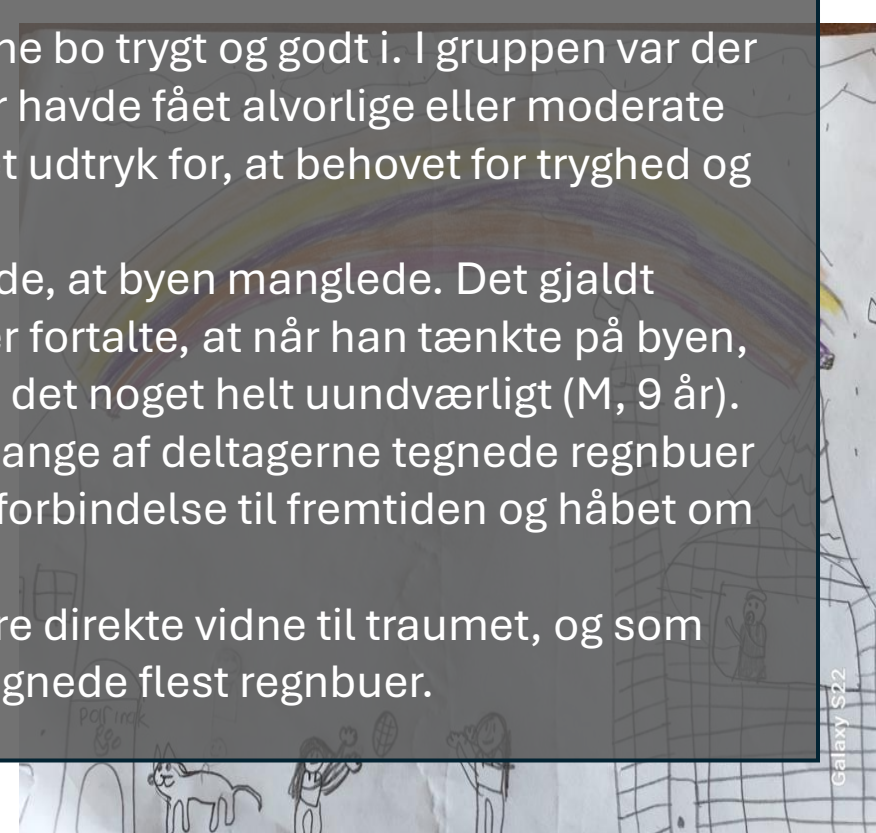 ne bo trygt og godt i. I gruppen var der
r havde fået alvorlige eller moderate
t udtryk for, at behovet for tryghed og
de, at byen manglede. Det gjaldt
er fortalte, at når han tænkte på byen,
det noget helt uundværligt (M, 9 år).
ange af deltagerne tegnede regnbuer
forbindelse til fremtiden og håbet om
re direkte vidne til traumet, og som
gnede flest regnbuer.
Galaxy S22